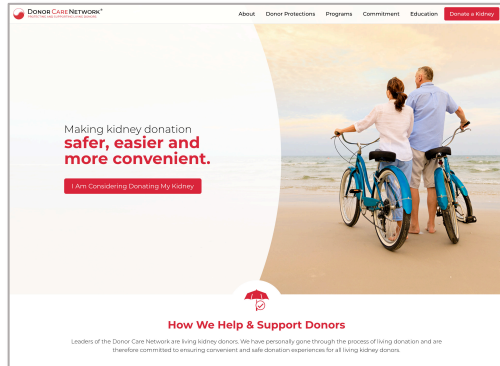 DONOR CARE NETWORK®
PROTECTING AND SUPPORTING LIVING DONORS
About Donor Protections Programs Commitment Education Donate a Kidney
Making kidney donation
safer, easier and
more convenient.
I Am Considering Donating My Kidney
How We Help & Support Donors
Leaders of the Donor Care Network are living kidney donors. We have personally gone through the process of living donation and are
therefore committed to ensuring convenient and safe donation experiences for all living kidney donors.